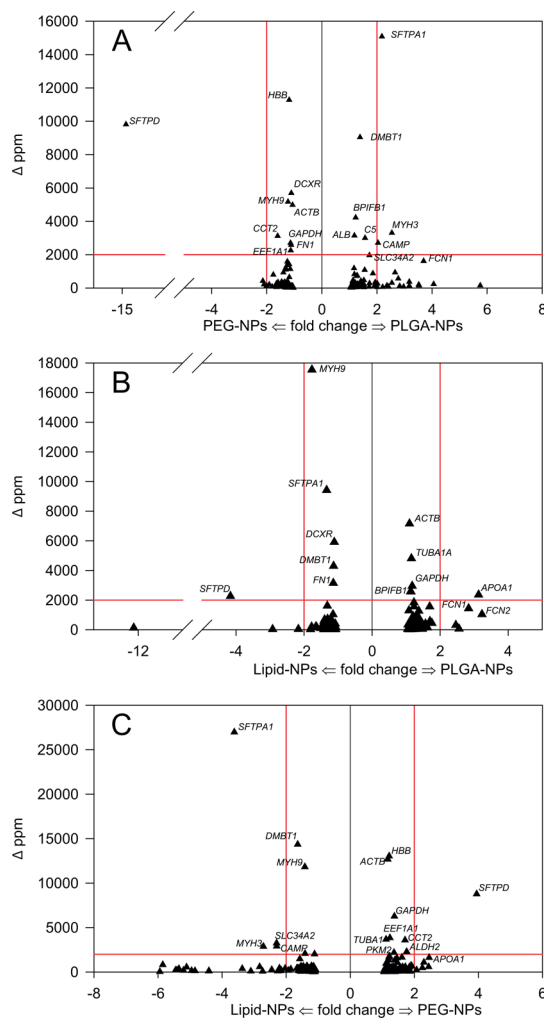 A
16000
14000
12000
10000
8000
6000
4000
2000
0
Δ ppm
SFTPA1
HBB
SFTPD
DMBT1
DCXR
MYH9
ACTB
BPIFB1
CCT2
GAPDH
ALB
C5
MYH3
FN1
CAMP
EEF1A1
SLC34A2
FCN1
-15
-4
-2
0
2
4
6
8
PEG-NPs ⇐ fold change ⇒ PLGA-NPs
B
18000
16000
14000
12000
10000
8000
6000
4000
2000
0
Δ ppm
MYH9
SFTPA1
ACTB
DCXR
TUBA1A
DMBT1
FN1
GAPDH
SFTPD
BPIFB1
APOA1
FCN1
FCN2
-12
-4
-2
0
2
4
Lipid-NPs ⇐ fold change ⇒ PLGA-NPs
C
30000
25000
20000
15000
10000
5000
0
Δ ppm
SFTPA1
DMBT1
MYH9
HBB
ACTB
SFTPD
GAPDH
EEF1A1
SLC34A2
TUBA1
CCT2
MYH3
CAMP
PKM2
ALDH2
APOA1
-8
-6
-4
-2
0
2
4
6
Lipid-NPs ⇐ fold change ⇒ PEG-NPs